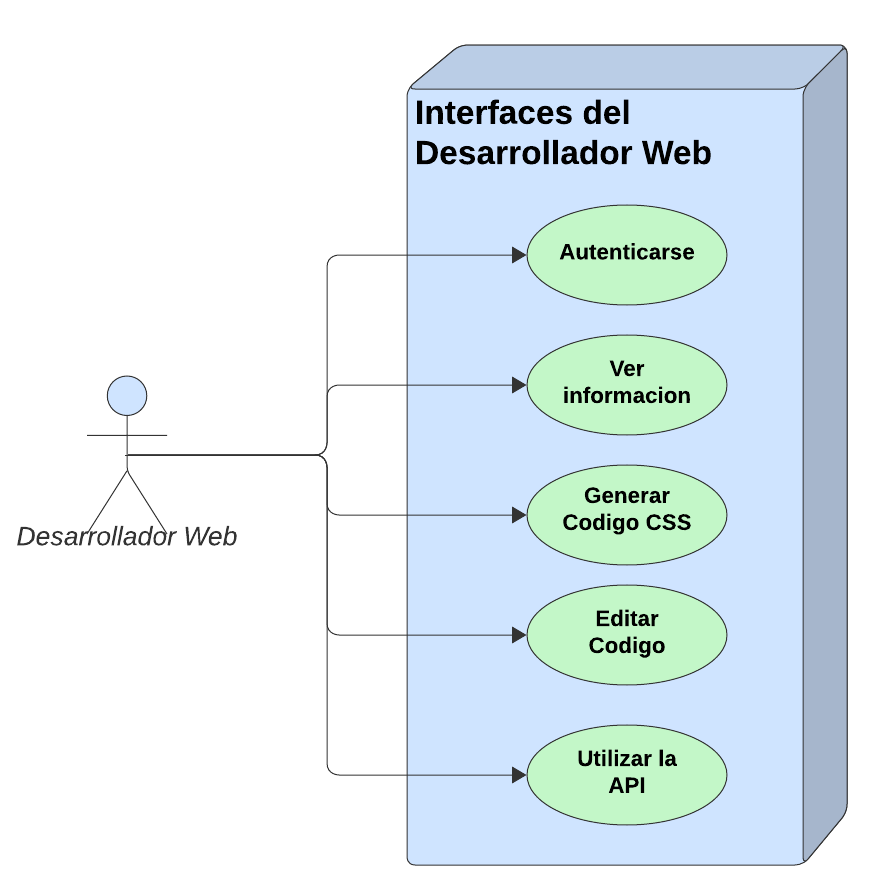 Interfaces del
Desarrollador Web
Autenticarse
Ver
informacion
Generar
Codigo CSS
Desarrollador Web
Editar
Codigo
Utilizar la
API